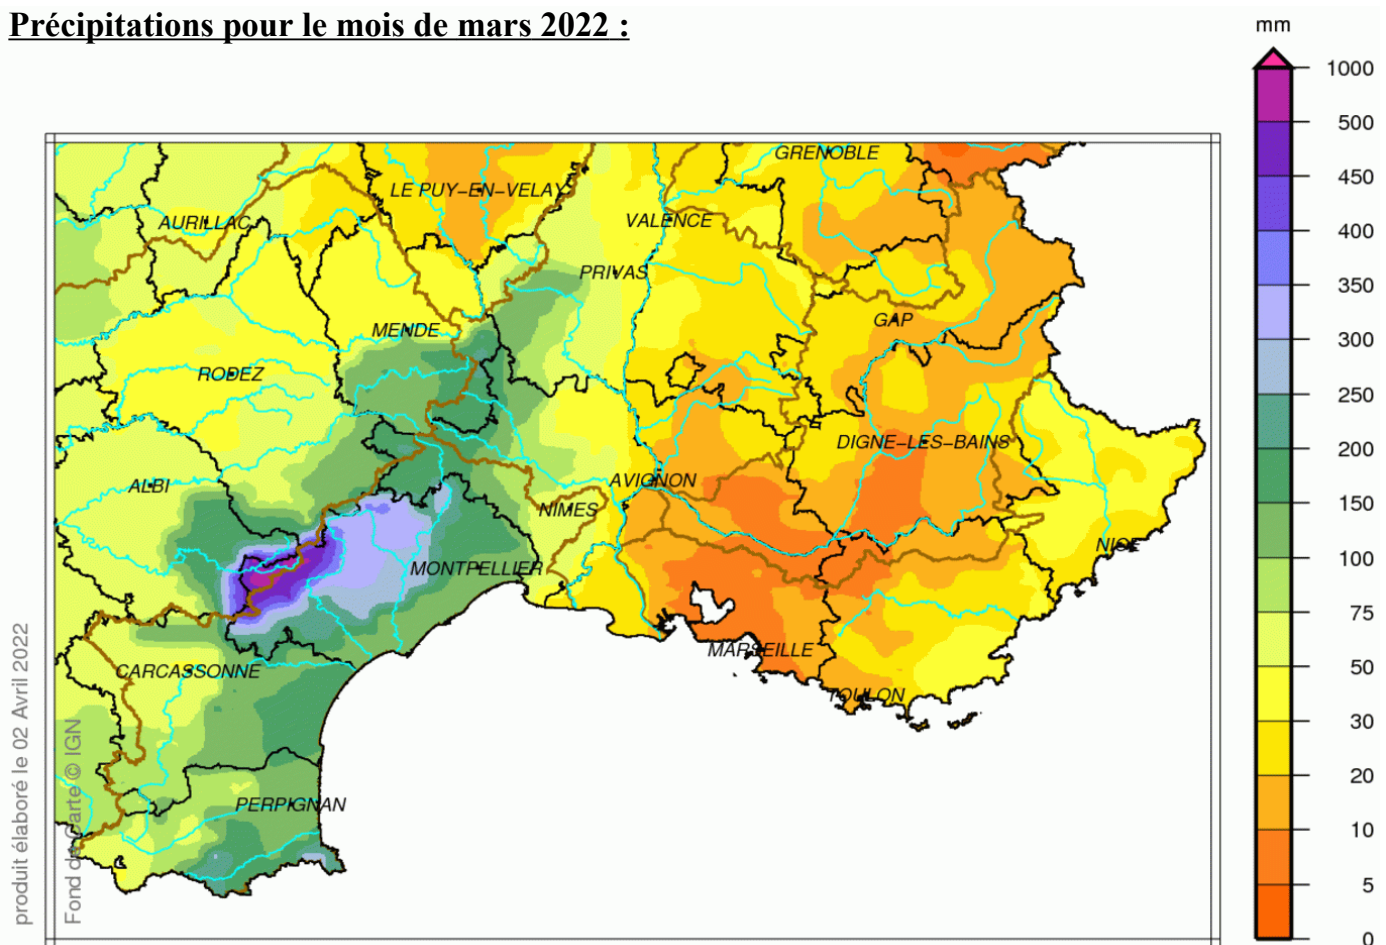 Précipitations pour le mois de mars 2022 :
mm
1000
500
450
400
350
300
250
200
150
100
75
50
30
20
10
5
0
GRENOBLE
LE PUY-EN-VELAY
AURILLAC
VALENCE
PRIVAS
GAP
MENDE
RODEZ
DIGNE-LES-BAINS
AVIGNON
ALBI
NIMES
NICE
MONTPELLIER
MARSEILLE
CARCASSONNE
TOULON
PERPIGNAN
produit élaboré le 02 Avril 2022
Fond de Carte © IGN